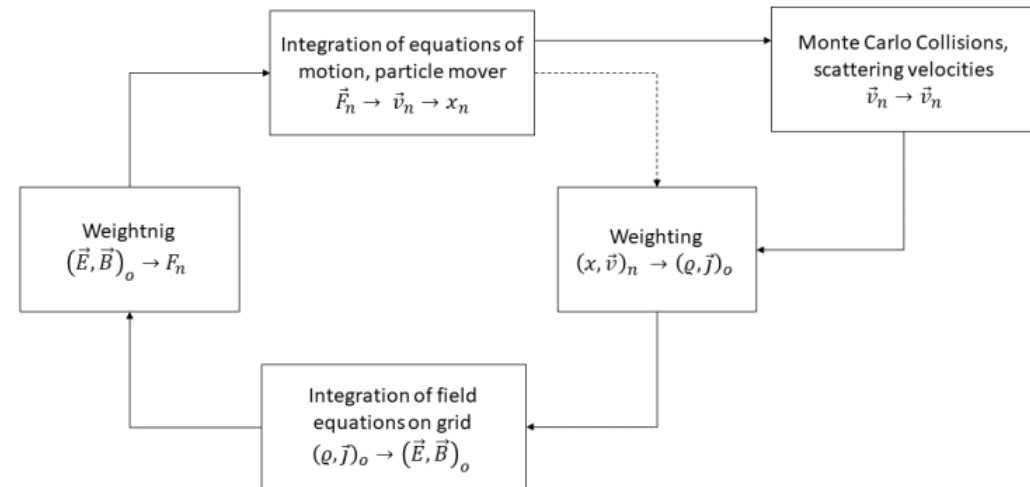 Integration of equations of
motion, particle mover
F⃗ₙ → v⃗ₙ → xₙ
Monte Carlo Collisions,
scattering velocities
v⃗ₙ → v⃗ₙ
Weightnig
(E⃗, B⃗)ₒ → Fₙ
Weighting
(x, v⃗)ₙ → (ϱ, j⃗)ₒ
Integration of field
equations on grid
(ϱ, j⃗)ₒ → (E⃗, B⃗)ₒ